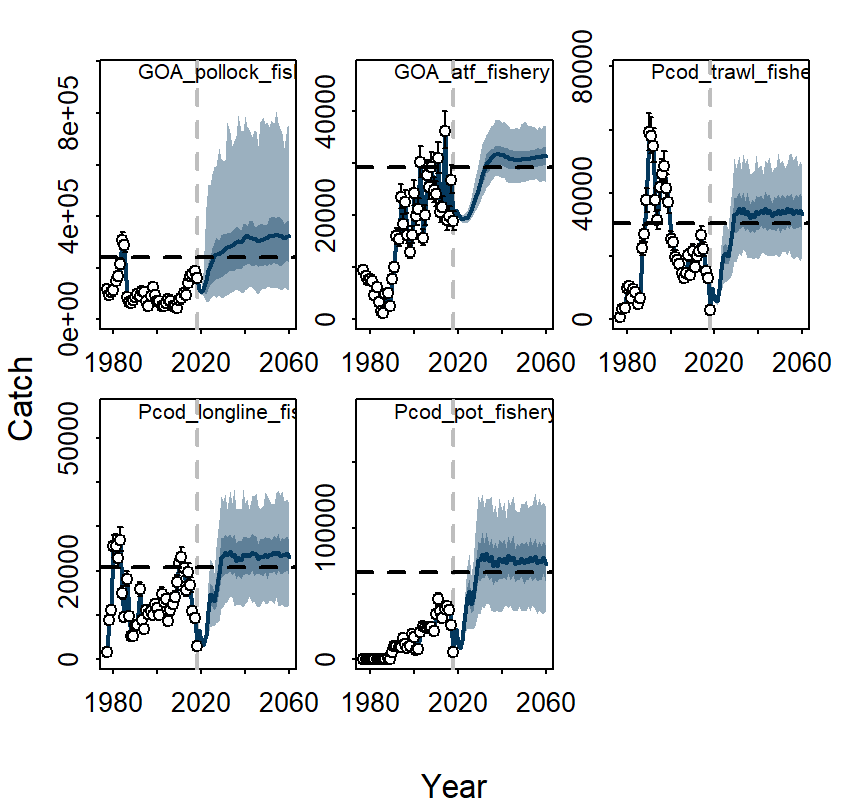 GOA_pollock_fish
GOA_atf_fishery
Pcod_trawl_fishe
0e+00 4e+05 8e+05
0 20000 40000
0 40000 80000
1980 2020 2060
1980 2020 2060
1980 2020 2060
Catch
Pcod_longline_fis
Pcod_pot_fishery
0 20000 50000
0 100000
1980 2020 2060
1980 2020 2060
Year